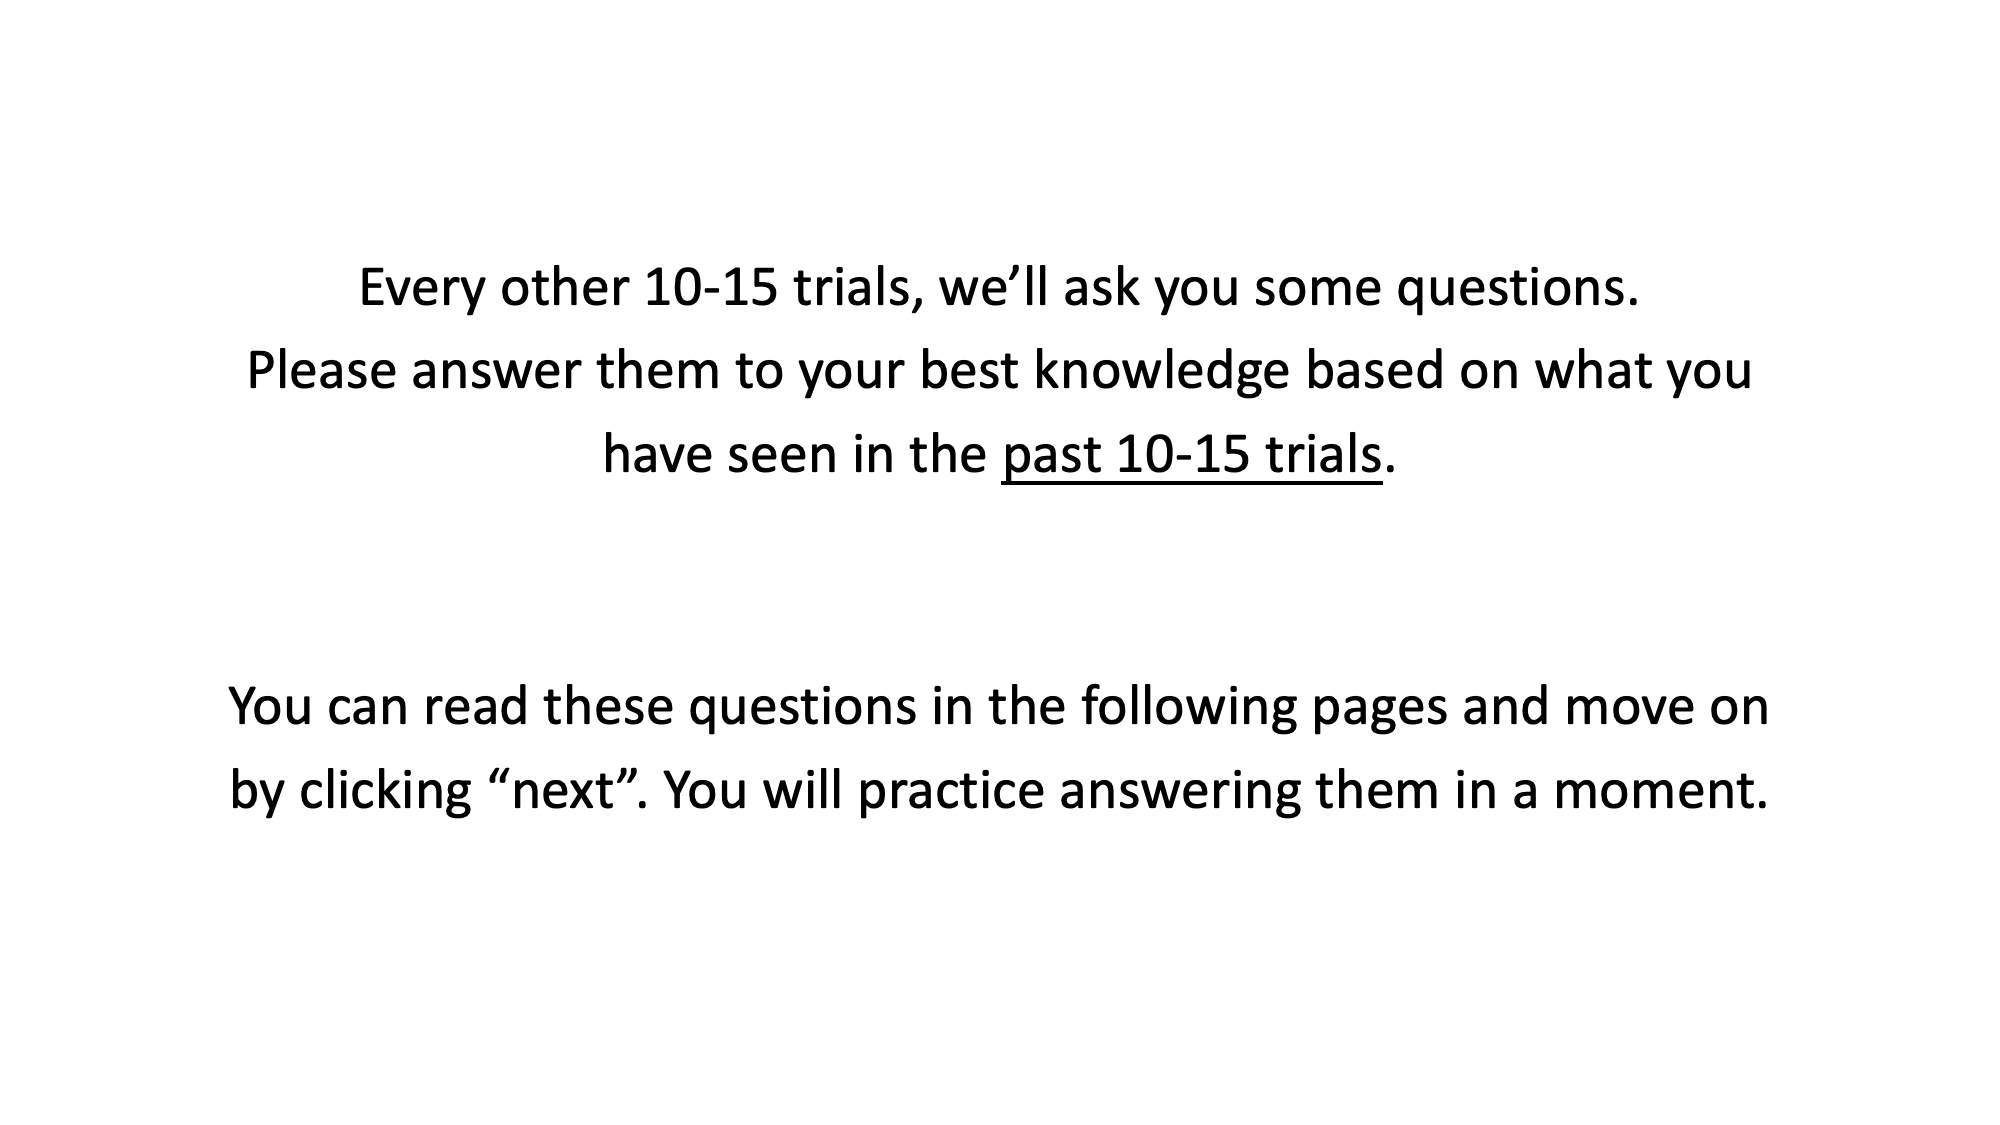 Every other 10-15 trials, we’ll ask you some questions.
Please answer them to your best knowledge based on what you
have seen in the past 10-15 trials.
You can read these questions in the following pages and move on
by clicking “next”. You will practice answering them in a moment.